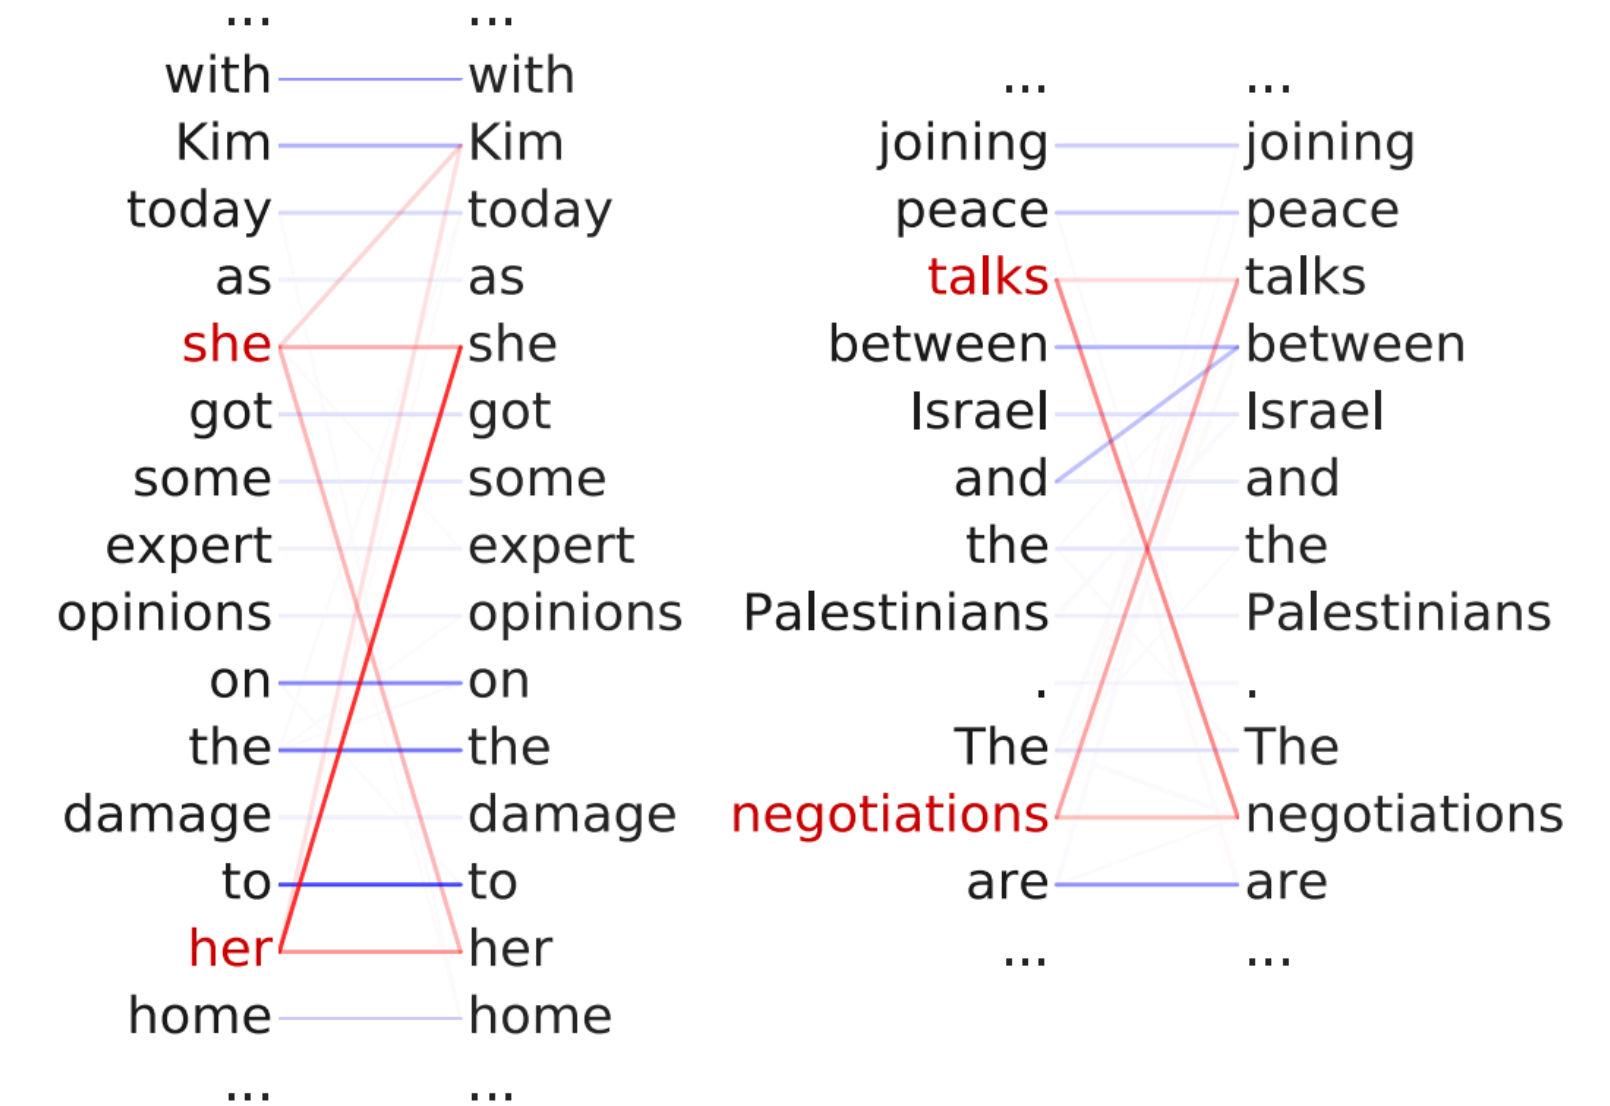 ... ...
with with
Kim Kim
today today
as as
she she
got got
some some
expert expert
opinions opinions
on on
the the
damage damage
to to
her her
home home
... ...
... ...
joining joining
peace peace
talks talks
between between
Israel Israel
and and
the the
Palestinians Palestinians
. .
The The
negotiations negotiations
are are
... ...